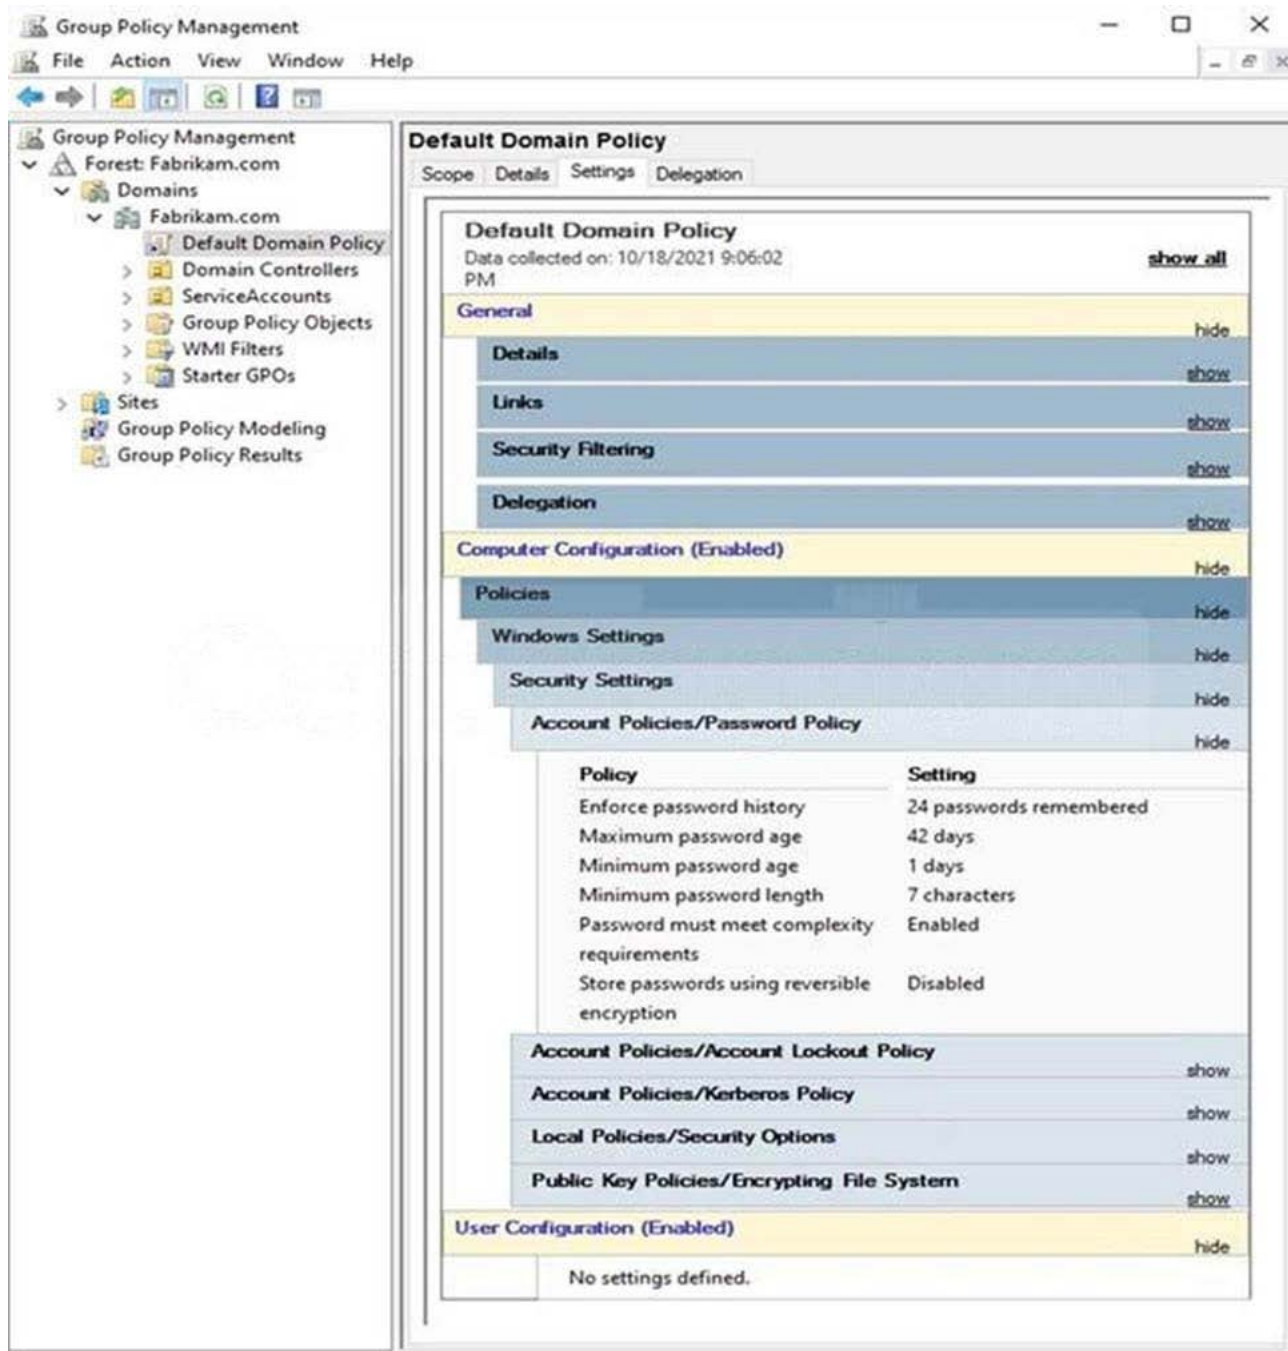 Group Policy Management
File Action View Window Help
Group Policy Management
Forest: Fabrikam.com
Domains
Fabrikam.com
Default Domain Policy
Domain Controllers
ServiceAccounts
Group Policy Objects
WMI Filters
Starter GPOs
Sites
Group Policy Modeling
Group Policy Results
Default Domain Policy
Scope Details Settings Delegation
Default Domain Policy
Data collected on: 10/18/2021 9:06:02
PM
show all
General
hide
Details
show
Links
show
Security Filtering
show
Delegation
show
Computer Configuration (Enabled)
hide
Policies
hide
Windows Settings
hide
Security Settings
hide
Account Policies/Password Policy
hide
Policy Setting
Enforce password history 24 passwords remembered
Maximum password age 42 days
Minimum password age 1 days
Minimum password length 7 characters
Password must meet complexity Enabled
requirements
Store passwords using reversible Disabled
encryption
Account Policies/Account Lockout Policy
show
Account Policies/Kerberos Policy
show
Local Policies/Security Options
show
Public Key Policies/Encrypting File System
show
User Configuration (Enabled)
hide
No settings defined.